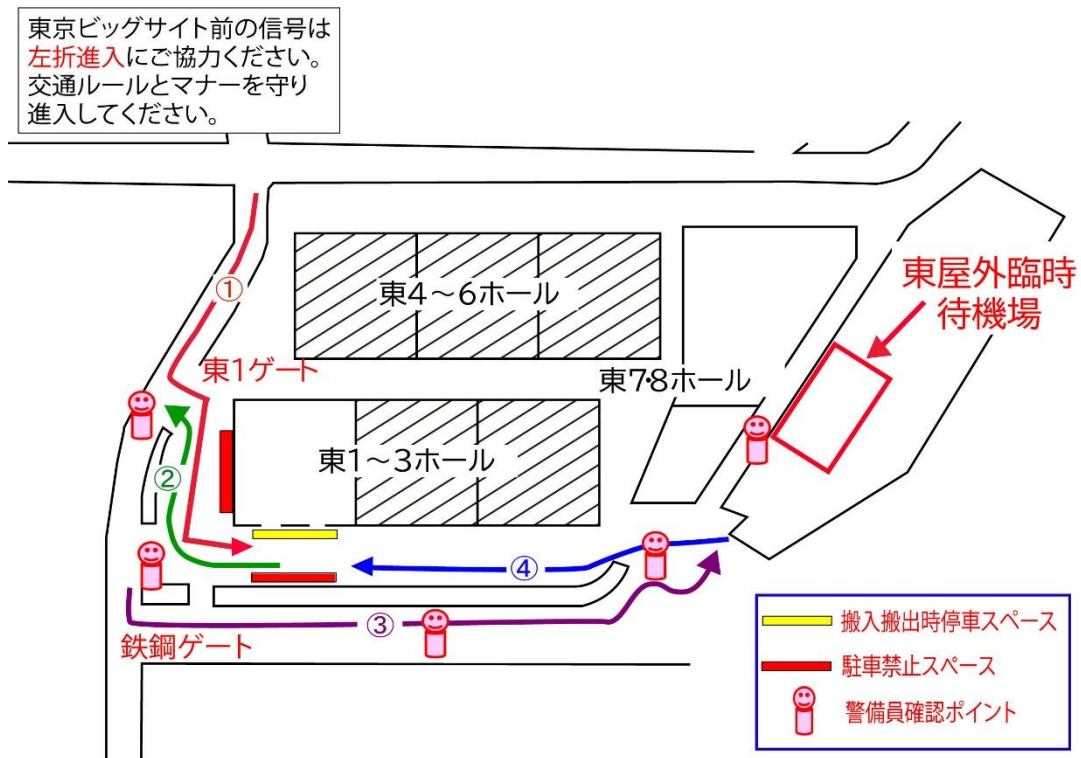 東京ビッグサイト前の信号は
左折進入にご協力ください。
交通ルールとマナーを守り
進入してください。
①
東4～6ホール
東屋外臨時
待機場
東1ゲート
東7・8ホール
東1～3ホール
②
④
③
鉄鋼ゲート
搬入搬出時停車スペース
駐車禁止スペース
警備員確認ポイント